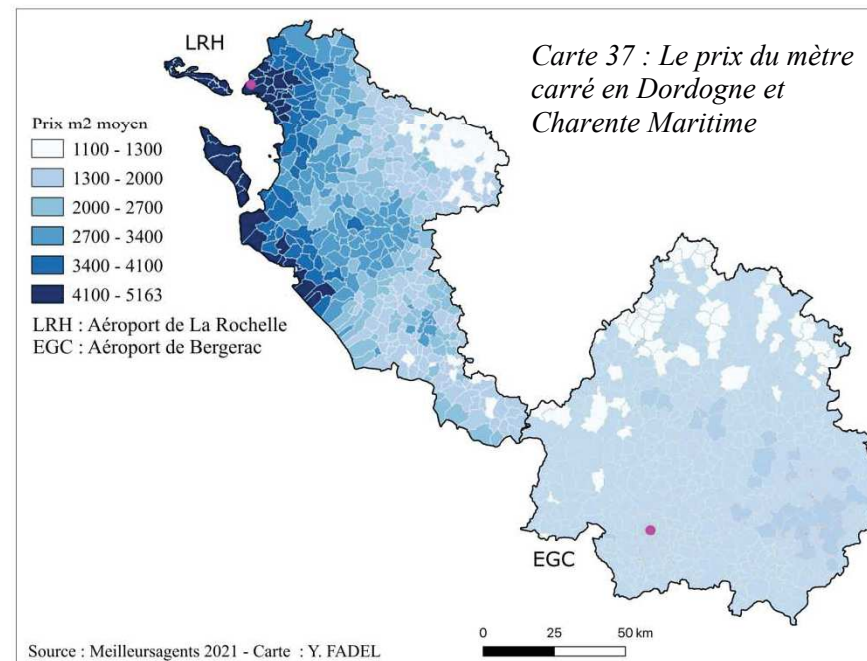 LRH
Carte 37 : Le prix du mètre
carré en Dordogne et
Charente Maritime
Prix m2 moyen
1100 - 1300
1300 - 2000
2000 - 2700
2700 - 3400
3400 - 4100
4100 - 5163
LRH : Aéroport de La Rochelle
EGC : Aéroport de Bergerac
EGC
0 25 50 km
Source : Meilleursagents 2021 - Carte : Y. FADEL